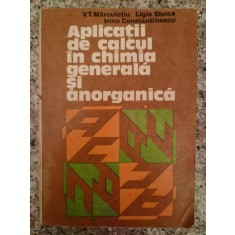 V.T. Mărculețiu Ligia Stoica
Irina Constantinescu
Aplicații
de calcul
în chimia
generală
și
anorganică